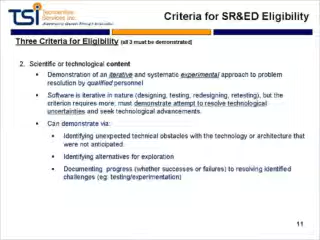 TSI
Criteria for SR&ED Eligibility
Three Criteria for Eligibility (all 3 must be demonstrated)
2. Scientific or technological content
Demonstration of an iterative and systematic experimental approach to problem
resolution by qualified personnel
Software is iterative in nature (designing, testing, redesigning, retesting), but the
criterion requires more; must demonstrate attempt to resolve technological
uncertainties and seek technological advancements.
Can demonstrate via:
Identifying unexpected technical obstacles with the technology or architecture that
were not anticipated.
Identifying alternatives for exploration
Documenting progress (whether successes or failures) to resolving identified
challenges (eg: testing/experimentation)
11